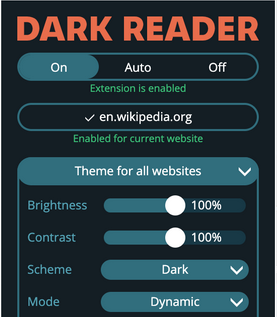 DARK READER
On Auto Off
Extension is enabled
en.wikipedia.org
Enabled for current website
Theme for all websites
Brightness 100%
Contrast 100%
Scheme Dark
Mode Dynamic